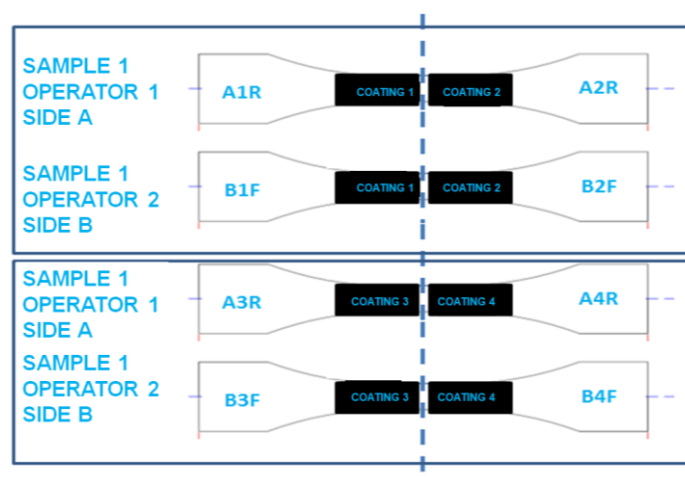 SAMPLE 1
OPERATOR 1
SIDE A
A1R
COATING 1
COATING 2
A2R
SAMPLE 1
OPERATOR 2
SIDE B
B1F
COATING 1
COATING 2
B2F
SAMPLE 1
OPERATOR 1
SIDE A
A3R
COATING 3
COATING 4
A4R
SAMPLE 1
OPERATOR 2
SIDE B
B3F
COATING 3
COATING 4
B4F